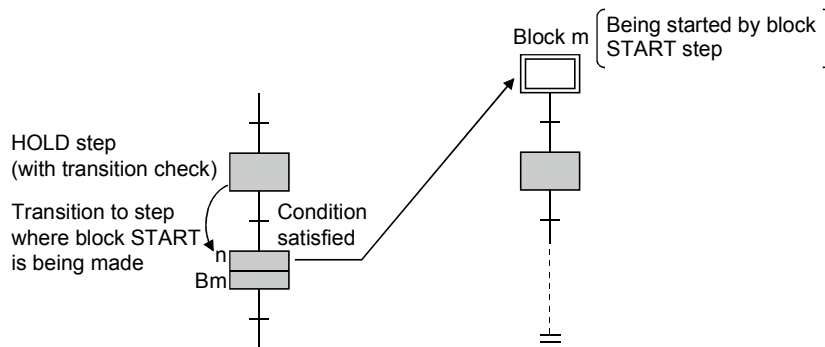 Block m
Being started by block
START step
HOLD step
(with transition check)
Transition to step
where block START
is being made
Condition
satisfied
n
Bm